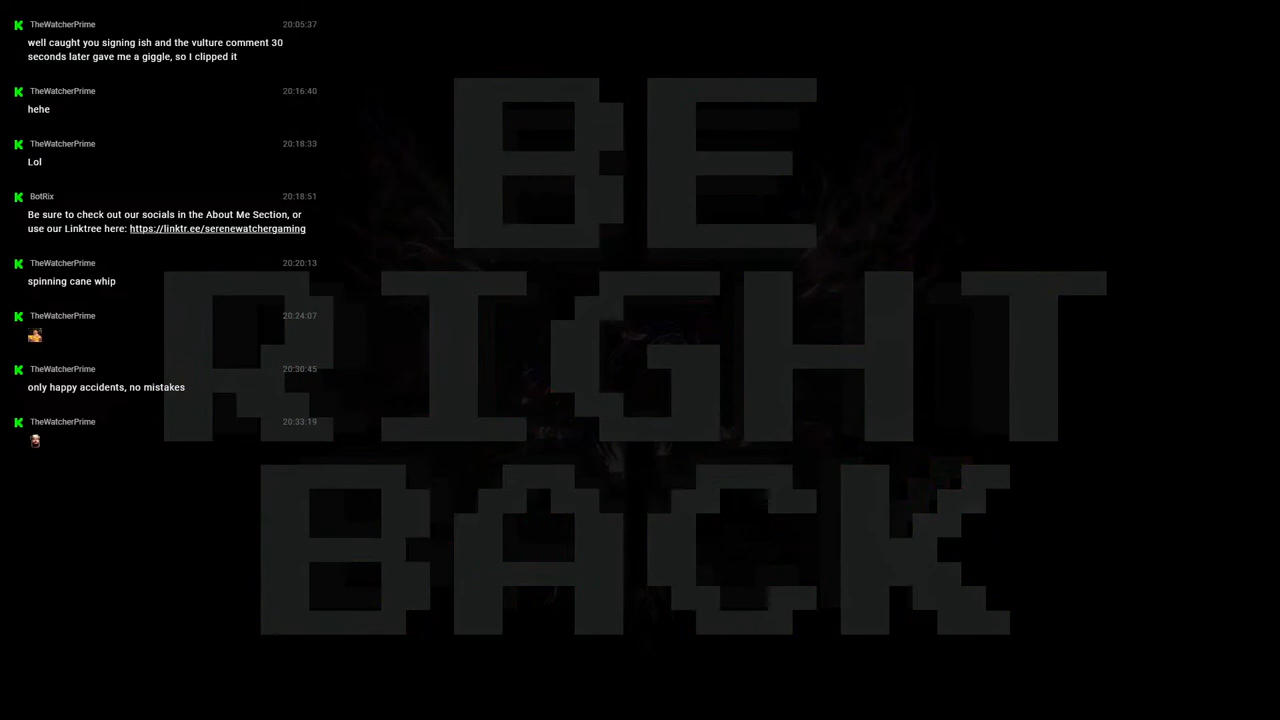 TheWatcherPrime 20:05:37
well caught you signing ish and the vulture comment 30
seconds later gave me a giggle, so I clipped it
TheWatcherPrime 20:16:40
hehe
TheWatcherPrime 20:18:33
Lol
BotRix 20:18:51
Be sure to check out our socials in the About Me Section, or
use our Linktree here: https://linktr.ee/serenewatchergaming
TheWatcherPrime 20:20:13
spinning cane whip
TheWatcherPrime 20:24:07
TheWatcherPrime 20:30:45
only happy accidents, no mistakes
TheWatcherPrime 20:33:19
BE
RIGHT
BACK